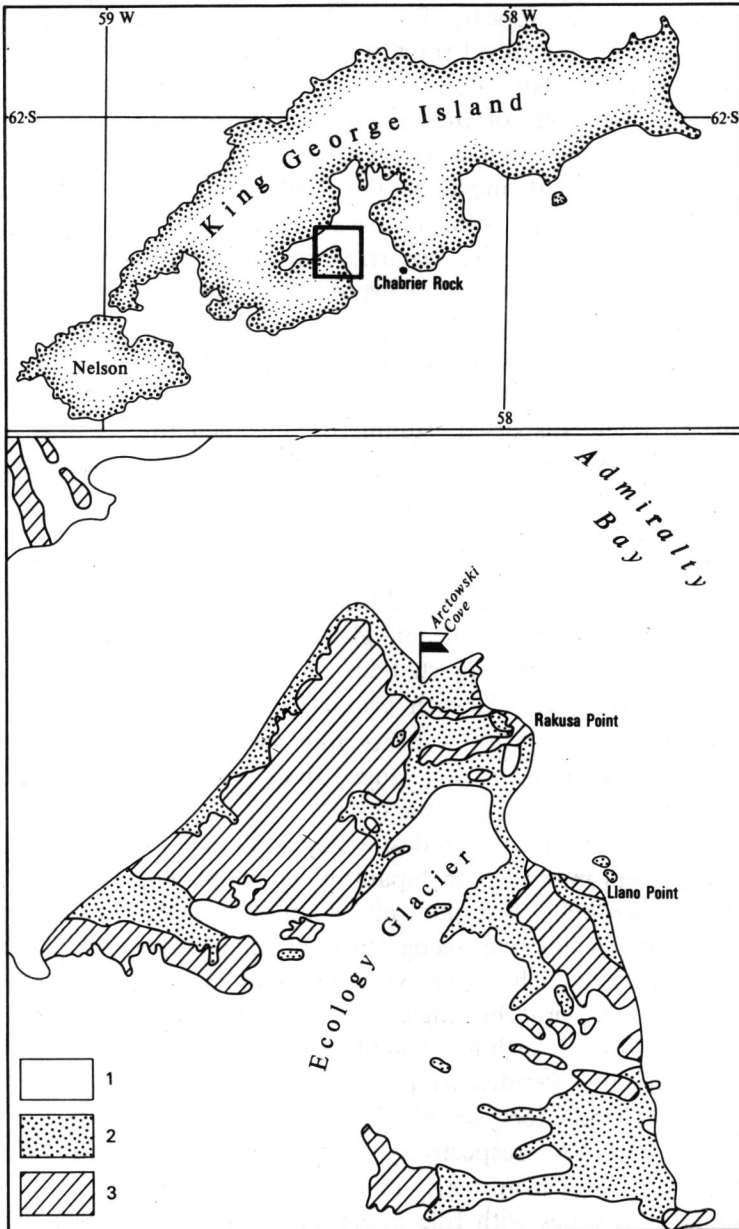 59 W
58 W
62·S
62·S
King George Island
Chabrier Rock
Nelson
58
Admiralty
Bay
Arctowski
Cove
Rakusa Point
Llano Point
Ecology Glacier
1
2
3